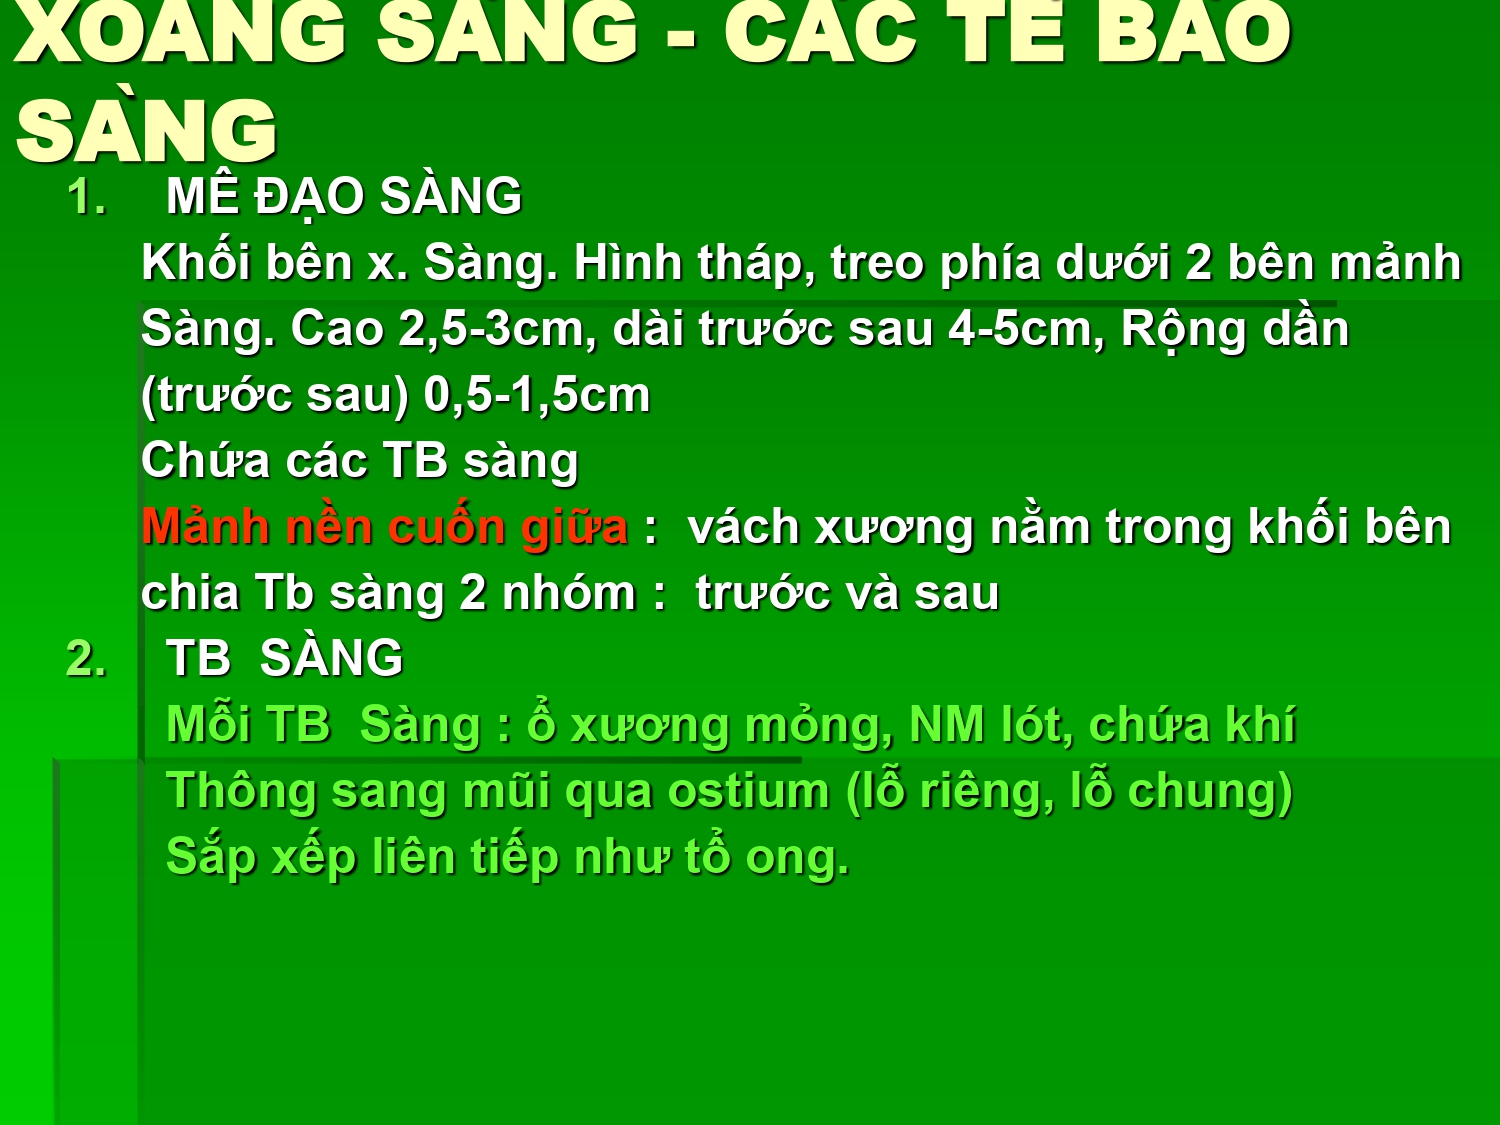 XOANG SÀNG - CÁC TẾ BÀO
SÀNG
1. MÊ ĐẠO SÀNG
Khối bên x. Sàng. Hình tháp, treo phía dưới 2 bên mảnh
Sàng. Cao 2,5-3cm, dài trước sau 4-5cm, Rộng dần
(trước sau) 0,5-1,5cm
Chứa các TB sàng
Mảnh nền cuốn giữa : vách xương nằm trong khối bên
chia Tb sàng 2 nhóm : trước và sau
2. TB SÀNG
Mỗi TB Sàng : ổ xương mỏng, NM lót, chứa khí
Thông sang mũi qua ostium (lỗ riêng, lỗ chung)
Sắp xếp liên tiếp như tổ ong.